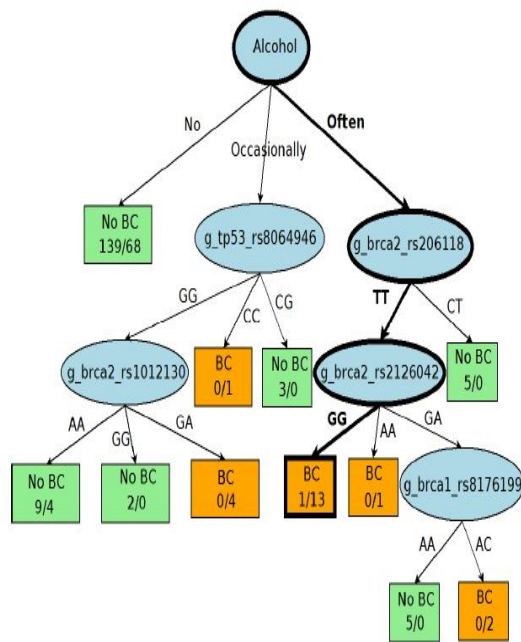 Alcohol
No
Occasionally
Often
No BC
139/68
g_tp53_rs8064946
g_brca2_rs206118
GG
CC
CG
TT
CT
g_brca2_rs1012130
BC
0/1
No BC
3/0
g_brca2_rs2126042
No BC
5/0
AA
GG
GA
GG
AA
GA
No BC
9/4
No BC
2/0
BC
0/4
BC
1/13
BC
0/1
g_brca1_rs8176199
AA
AC
No BC
5/0
BC
0/2